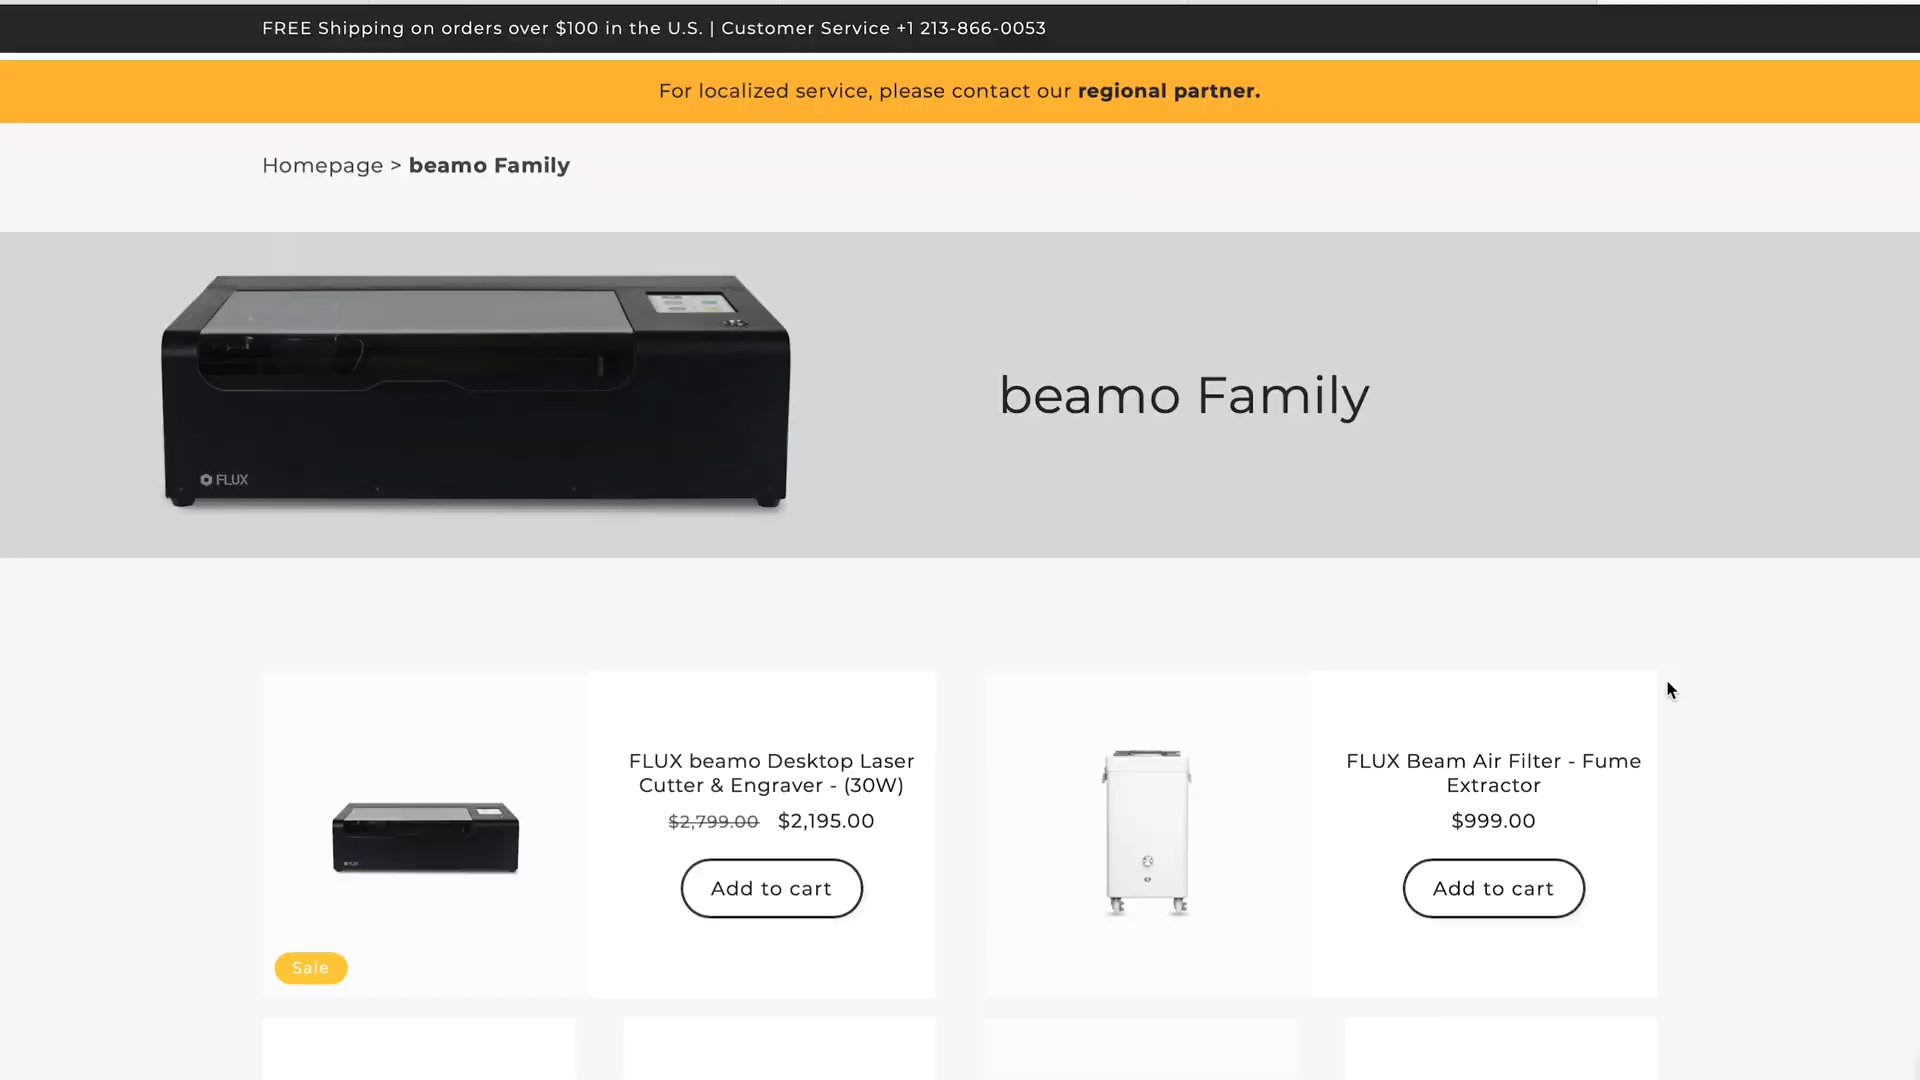 FREE Shipping on orders over $100 in the U.S. | Customer Service +1 213-866-0053
For localized service, please contact our regional partner.
Homepage > beamo Family
FLUX
beamo Family
FLUX beamo Desktop Laser
Cutter & Engraver - (30W)
$2,799.00 $2,195.00
Add to cart
Sale
FLUX Beam Air Filter - Fume
Extractor
$999.00
Add to cart